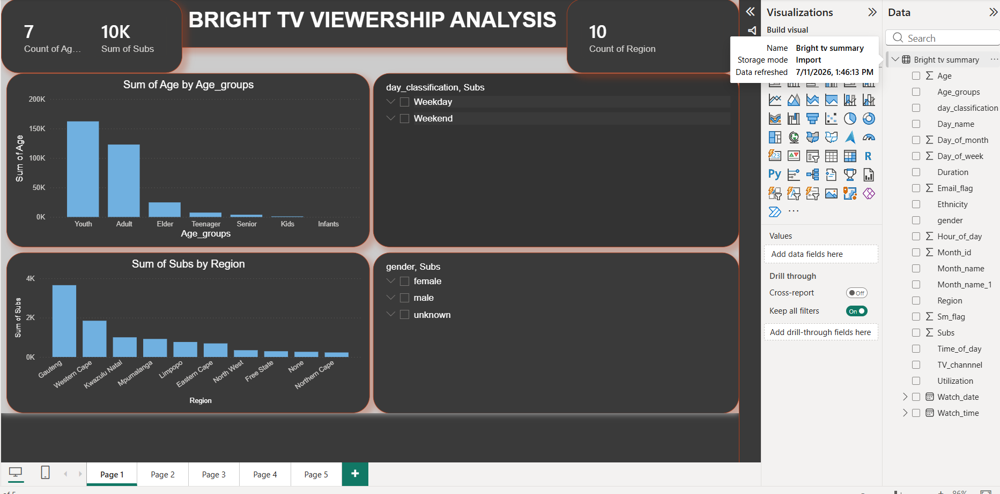 BRIGHT TV VIEWERSHIP ANALYSIS
7
Count of Ag...
10K
Sum of Subs
10
Count of Region
Sum of Age by Age_groups
200K
150K
100K
50K
0K
Sum of Age
Youth Adult Elder Teenager Senior Kids Infants
Age_groups
day_classification, Subs
Weekday
Weekend
Sum of Subs by Region
4K
2K
0K
Sum of Subs
Gauteng
Western Cape
Kwazulu Natal
Mpumalanga
Limpopo
Eastern Cape
North West
Free State
None
Northern Cape
Region
gender, Subs
female
male
unknown
Page 1 Page 2 Page 3 Page 4 Page 5
Visualizations
Build visual
Name Bright tv summary
Storage mode Import
Data refreshed 7/11/2026, 1:46:13 PM
123
R
Py
Values
Add data fields here
Drill through
Cross-report Off
Keep all filters On
Add drill-through fields here
Data
Search
Bright tv summary
Age
Age_groups
day_classification
Day_name
Day_of_month
Day_of_week
Duration
Email_flag
Ethnicity
gender
Hour_of_day
Month_id
Month_name
Month_name_1
Region
Sm_flag
Subs
Time_of_day
TV_channnel
Utilization
Watch_date
Watch_time
86%